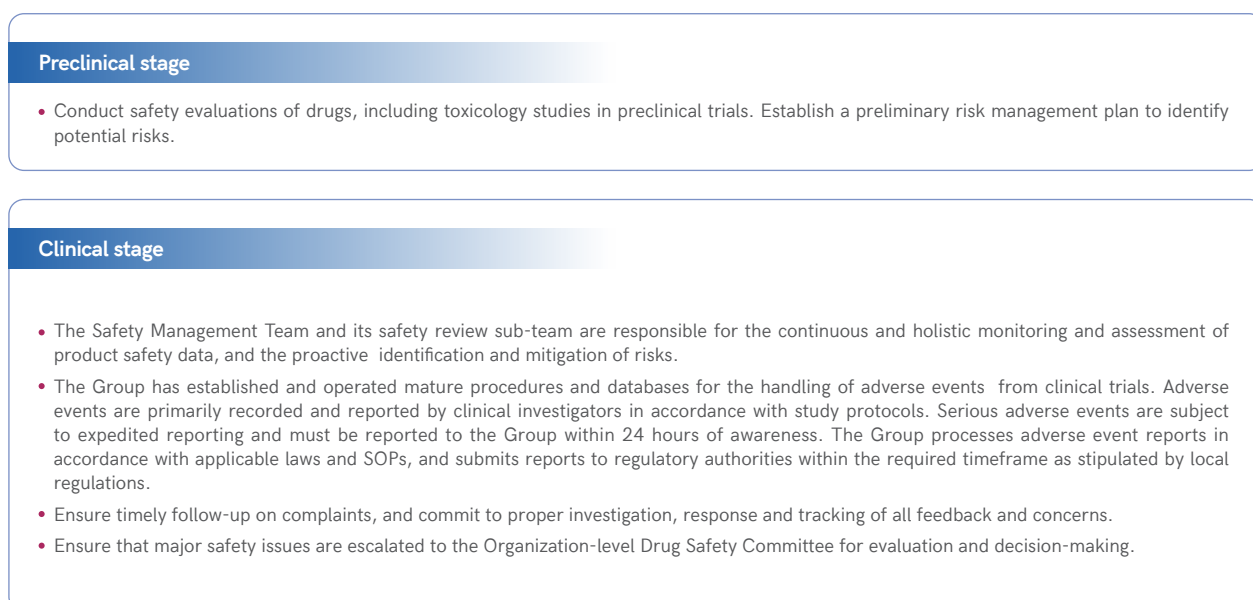 Preclinical stage
• Conduct safety evaluations of drugs, including toxicology studies in preclinical trials. Establish a preliminary risk management plan to identify
potential risks.
Clinical stage
• The Safety Management Team and its safety review sub-team are responsible for the continuous and holistic monitoring and assessment of
product safety data, and the proactive identification and mitigation of risks.
• The Group has established and operated mature procedures and databases for the handling of adverse events from clinical trials. Adverse
events are primarily recorded and reported by clinical investigators in accordance with study protocols. Serious adverse events are subject
to expedited reporting and must be reported to the Group within 24 hours of awareness. The Group processes adverse event reports in
accordance with applicable laws and SOPs, and submits reports to regulatory authorities within the required timeframe as stipulated by local
regulations.
• Ensure timely follow-up on complaints, and commit to proper investigation, response and tracking of all feedback and concerns.
• Ensure that major safety issues are escalated to the Organization-level Drug Safety Committee for evaluation and decision-making.